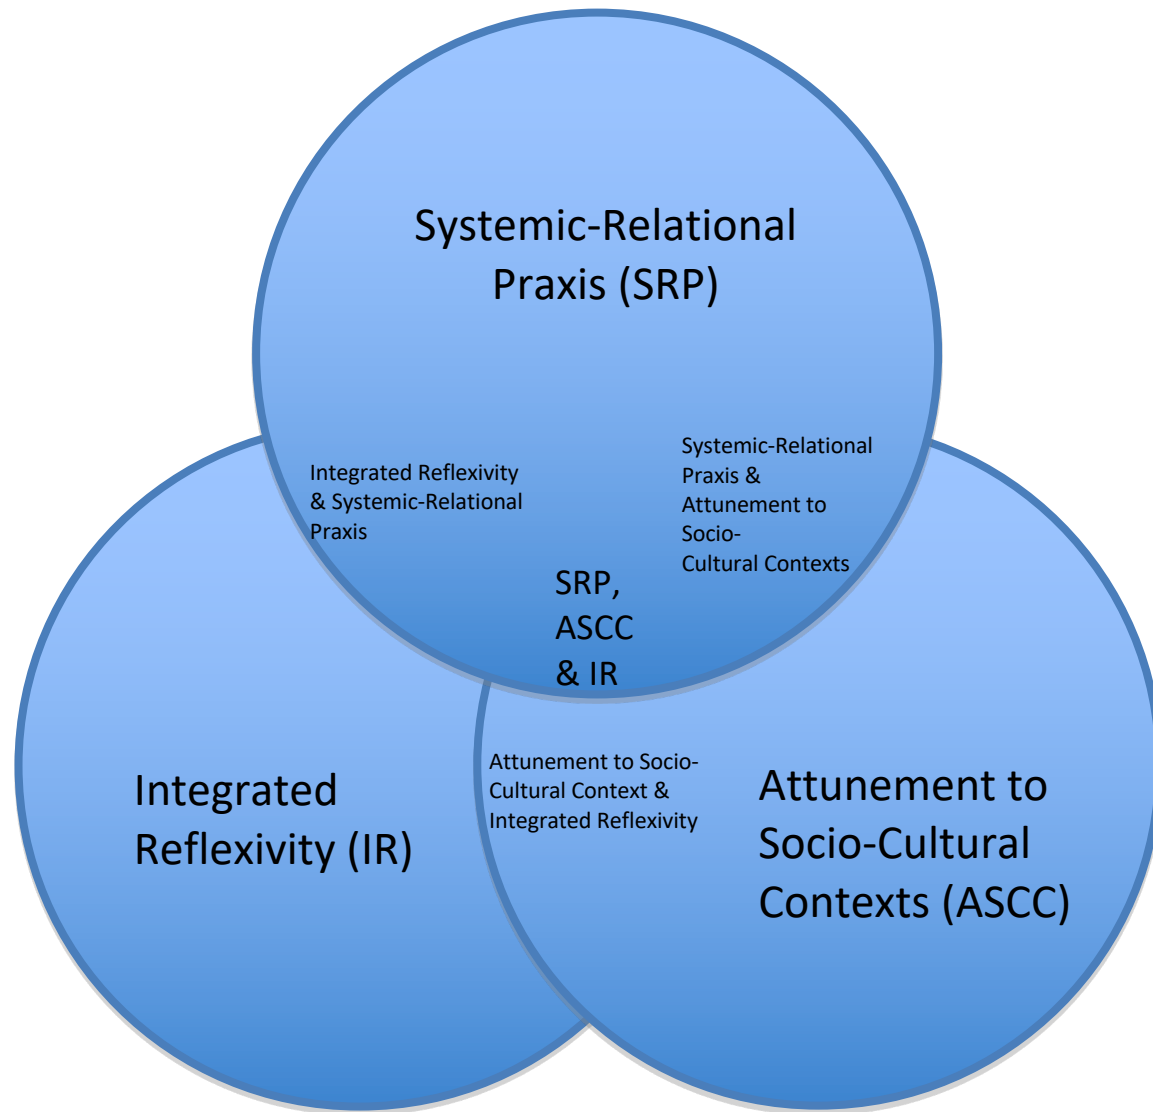 Systemic-Relational
Praxis (SRP)
Integrated Reflexivity
& Systemic-Relational
Praxis
Systemic-Relational
Praxis &
Attunement to
Socio-
Cultural Contexts
SRP,
ASCC
& IR
Integrated
Reflexivity (IR)
Attunement to Socio-
Cultural Context &
Integrated Reflexivity
Attunement to
Socio-Cultural
Contexts (ASCC)